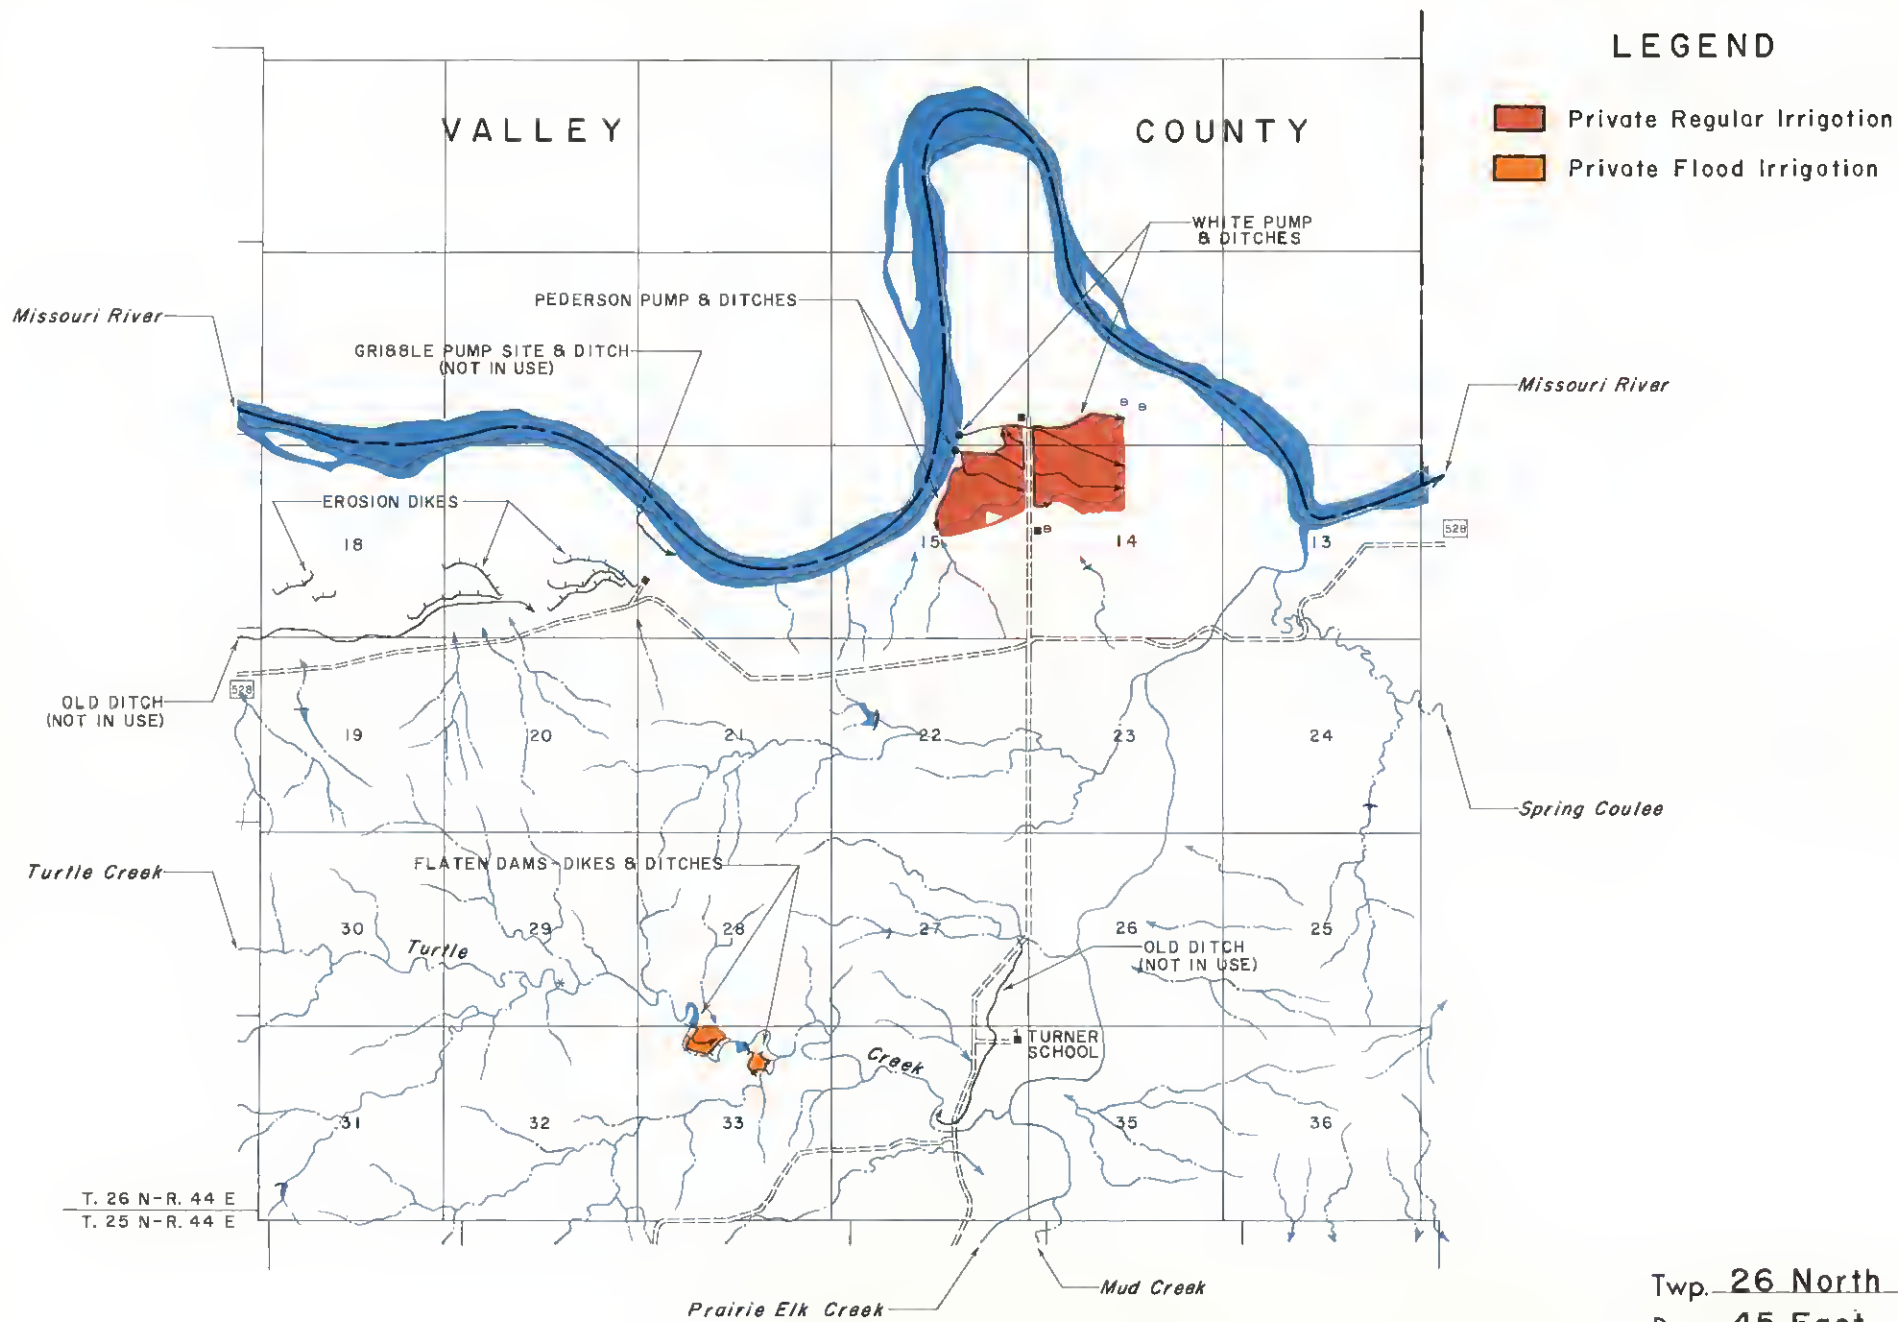 LEGEND
Private Regular Irrigation
Private Flood Irrigation
VALLEY COUNTY
WHITE PUMP
& DITCHES
PEDERSON PUMP & DITCHES
Missouri River
GRIBBLE PUMP SITE & DITCH
(NOT IN USE)
Missouri River
EROSION DIKES
528
18
15
14
13
OLD DITCH
(NOT IN USE)
528
19
20
21
22
23
24
Spring Coulee
FLATEN DAMS-DIKES & DITCHES
Turtle Creek
30
29
28
27
26
25
Turtle
OLD DITCH
(NOT IN USE)
TURNER
SCHOOL
Creek
31
32
33
35
36
T. 26 N-R. 44 E
T. 25 N-R. 44 E
Mud Creek
Prairie Elk Creek
Twp. 26 North
45 East